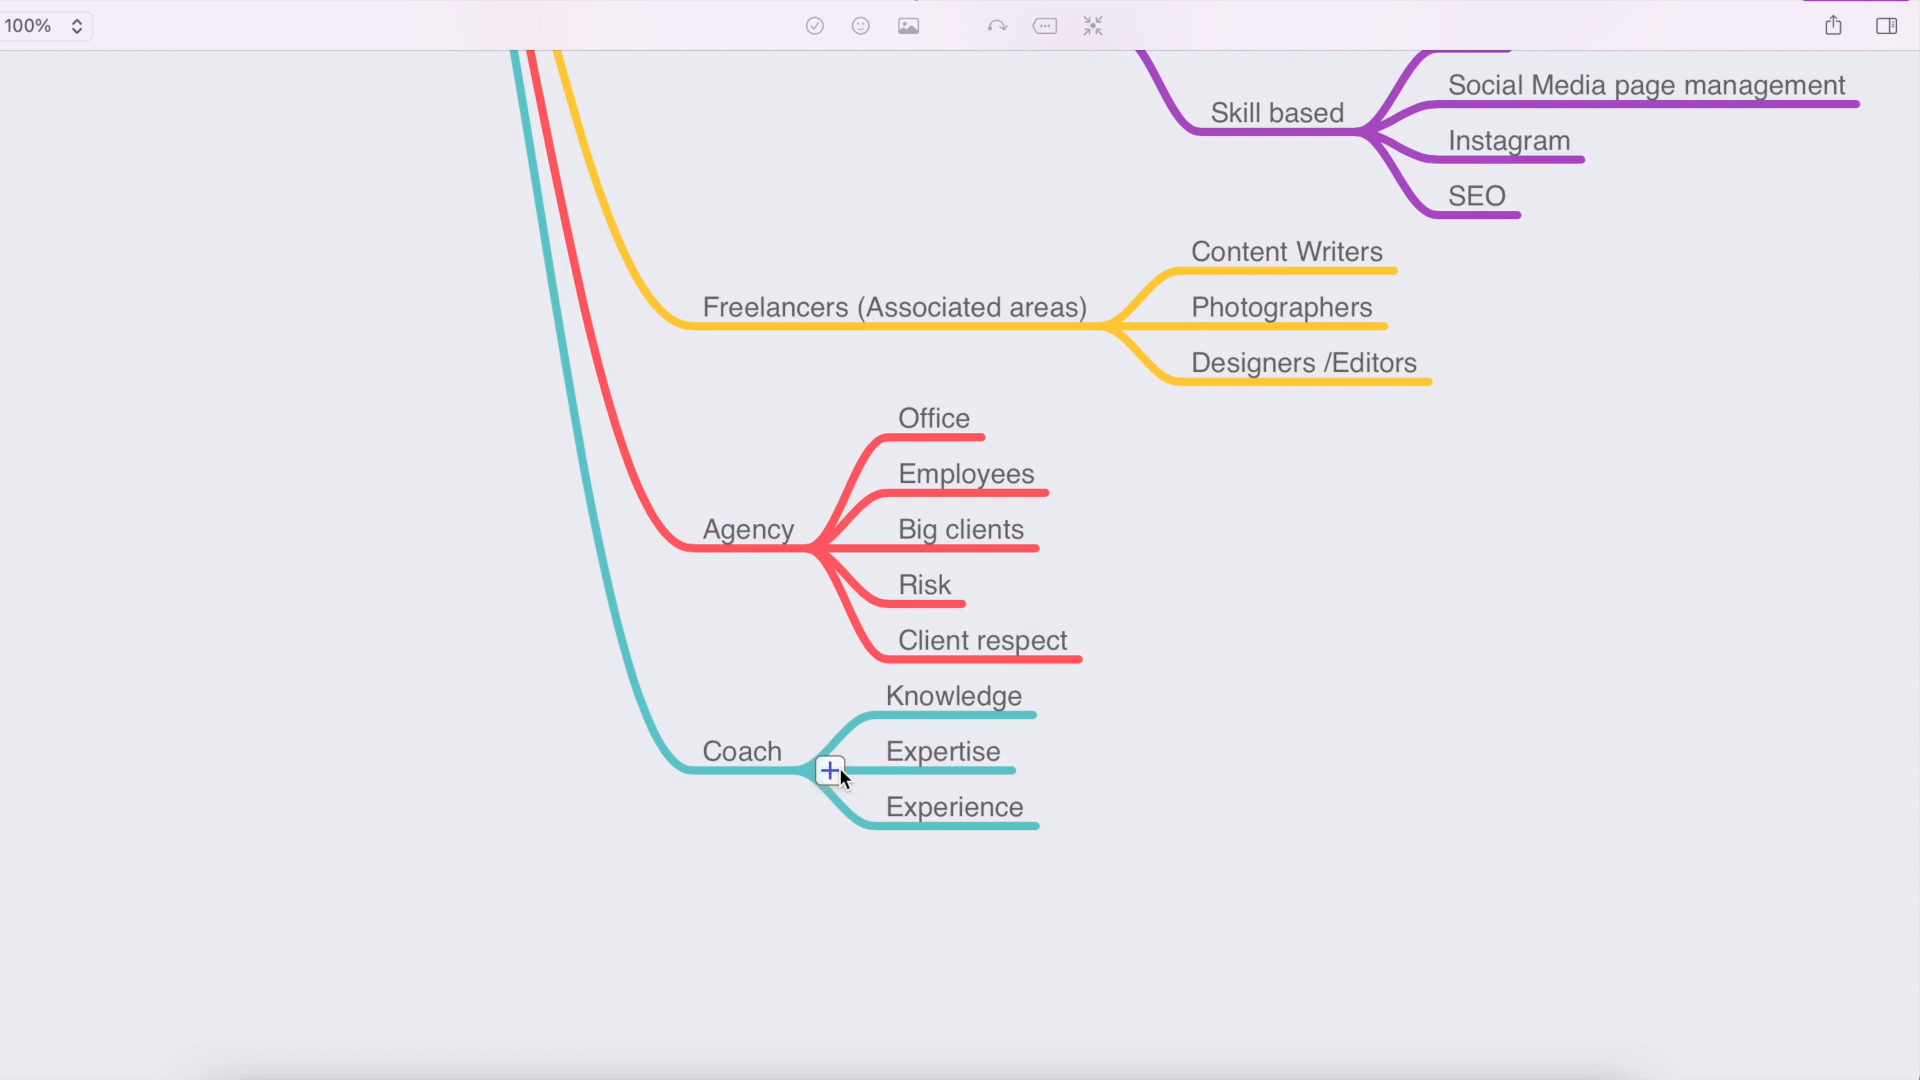 100%
Social Media page management
Skill based
Instagram
SEO
Content Writers
Freelancers (Associated areas)
Photographers
Designers /Editors
Office
Employees
Agency
Big clients
Risk
Client respect
Knowledge
Coach
Expertise
Experience